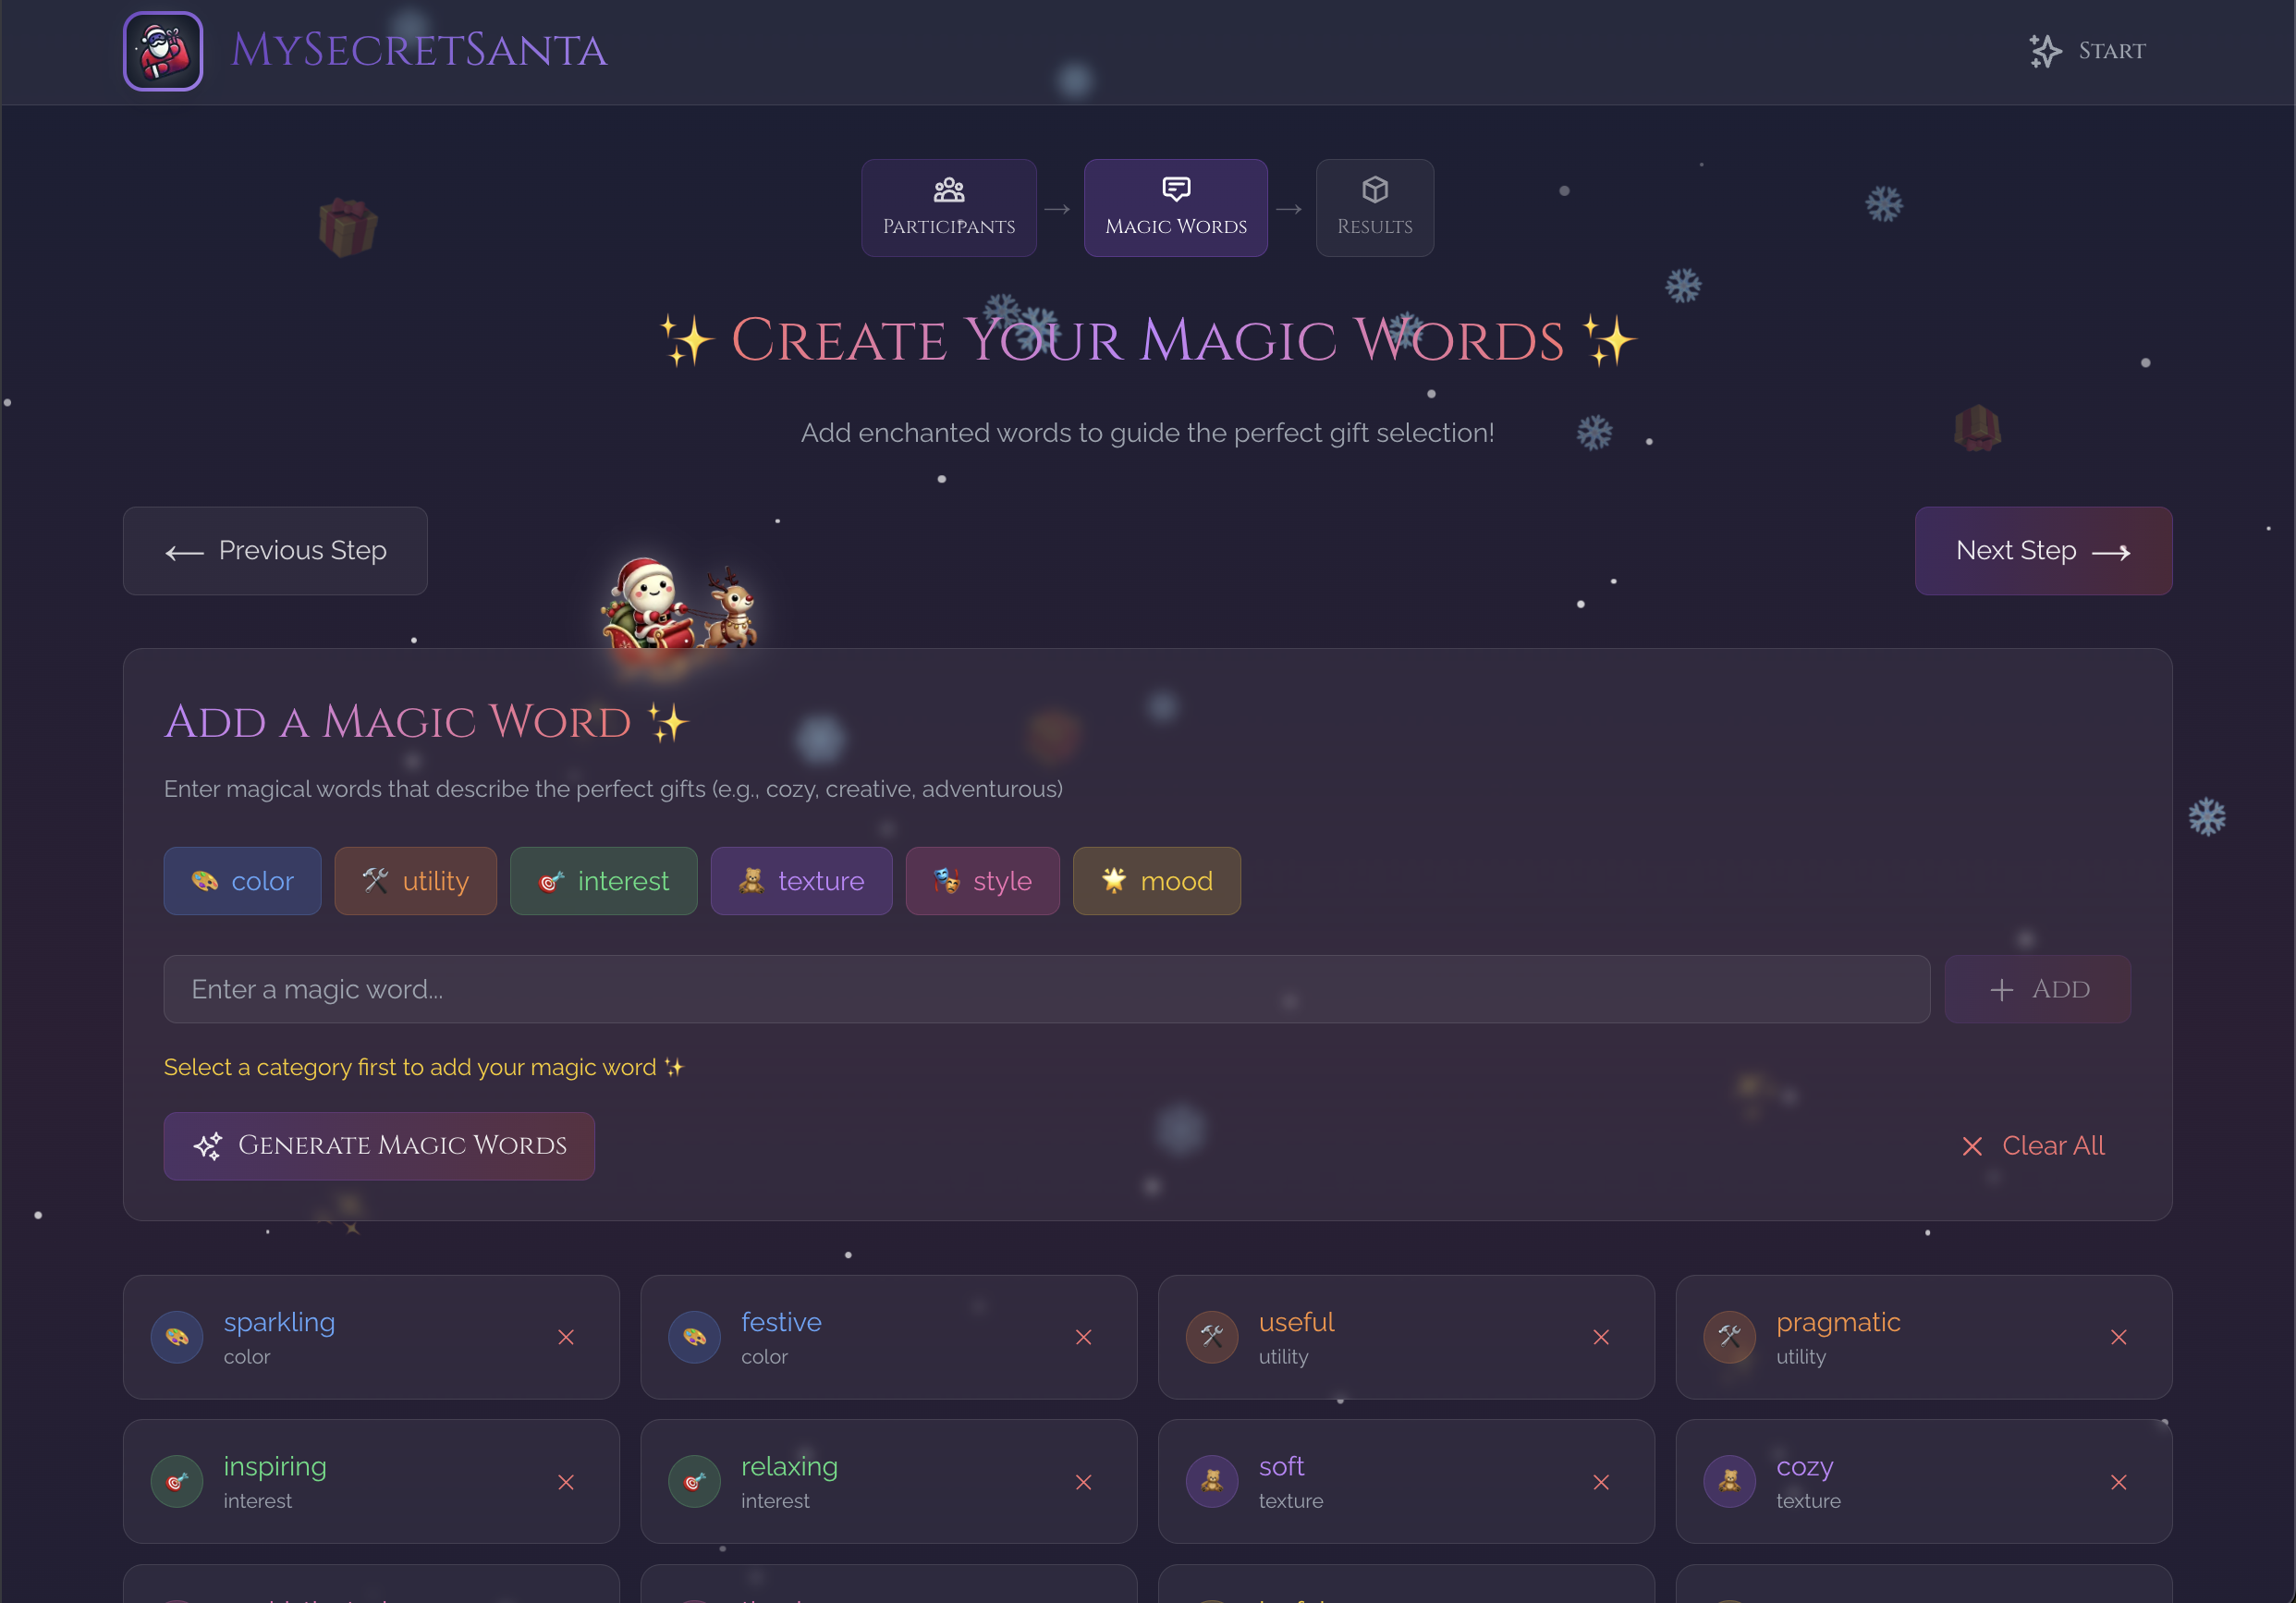 MySecretSanta
Start
Participants
Magic Words
Results
Create Your Magic Words
Add enchanted words to guide the perfect gift selection!
Previous Step
Next Step
Add a Magic Word
Enter magical words that describe the perfect gifts (e.g., cozy, creative, adventurous)
color
utility
interest
texture
style
mood
Enter a magic word...
Add
Select a category first to add your magic word
Generate Magic Words
Clear All
sparkling
color
festive
color
useful
utility
pragmatic
utility
inspiring
interest
relaxing
interest
soft
texture
cozy
texture